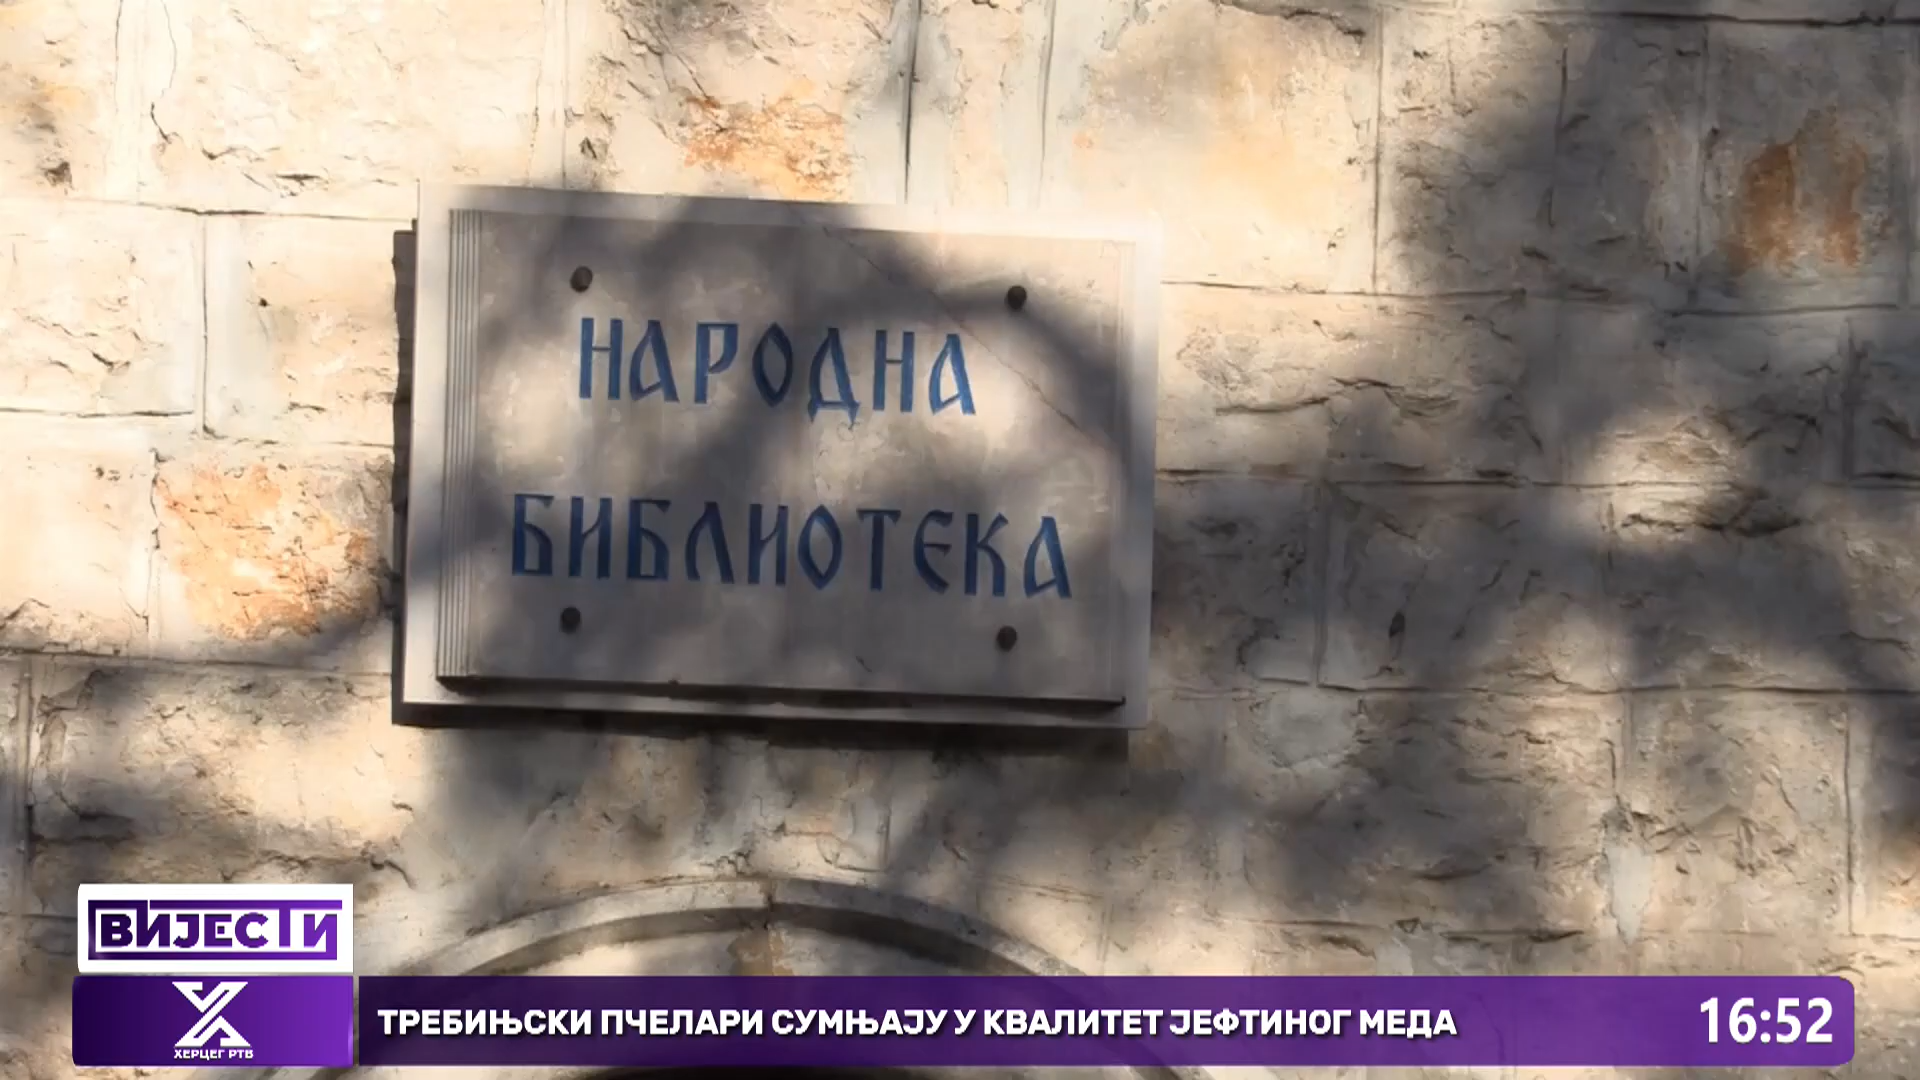 НАРОДНА
БИБЛИОТЕКА
ВИЈЕСТИ
ХЕРЦЕГ РТВ
ТРЕБИЊСКИ ПЧЕЛАРИ СУМЊАЈУ У КВАЛИТЕТ ЈЕФТИНОГ МЕДА
16:52